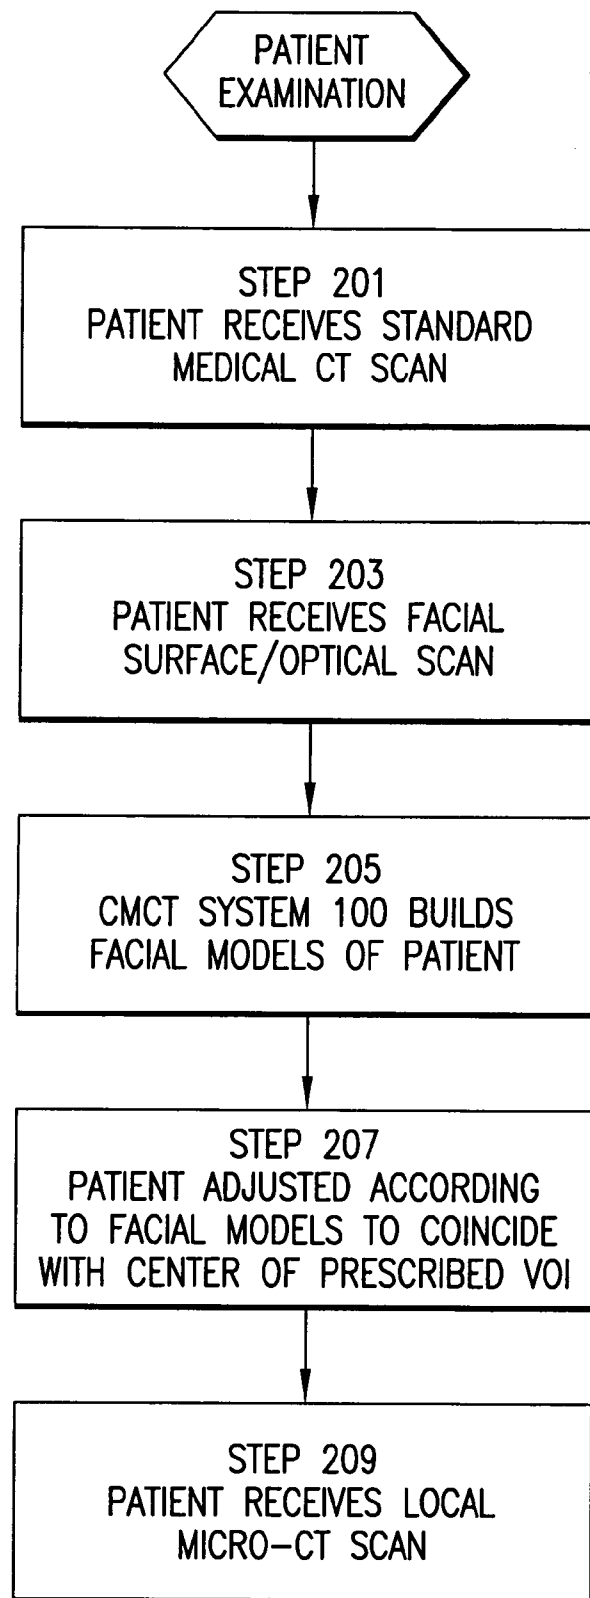 PATIENT
EXAMINATION
STEP 201
PATIENT RECEIVES STANDARD
MEDICAL CT SCAN
STEP 203
PATIENT RECEIVES FACIAL
SURFACE/OPTICAL SCAN
STEP 205
CMCT SYSTEM 100 BUILDS
FACIAL MODELS OF PATIENT
STEP 207
PATIENT ADJUSTED ACCORDING
TO FACIAL MODELS TO COINCIDE
WITH CENTER OF PRESCRIBED VOI
STEP 209
PATIENT RECEIVES LOCAL
MICRO-CT SCAN